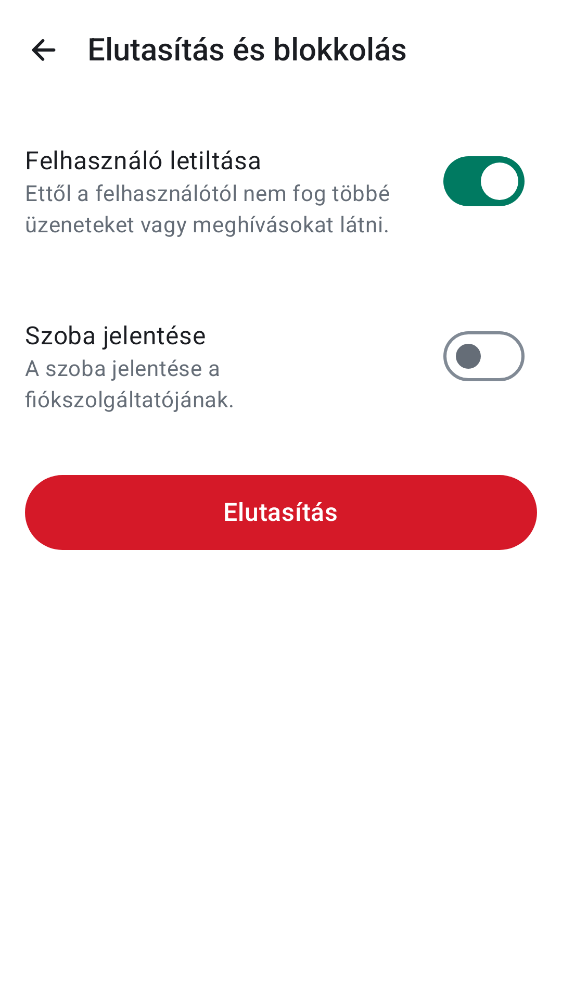 Elutasítás és blokkolás
Felhasználó letiltása
Ettől a felhasználótól nem fog többé
üzeneteket vagy meghívásokat látni.
Szoba jelentése
A szoba jelentése a
fiókszolgáltatójának.
Elutasítás